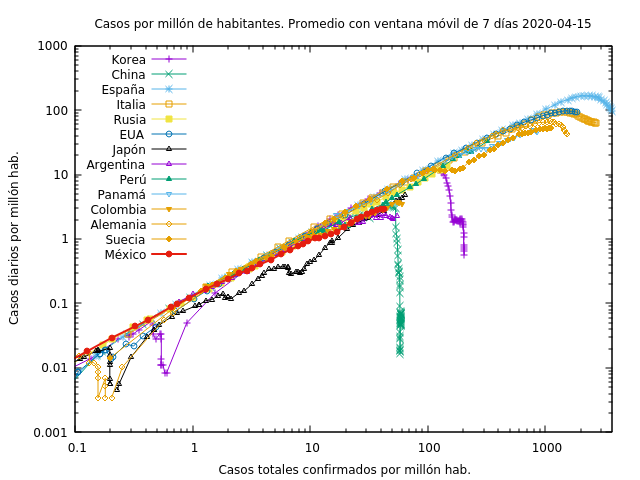 Casos por millón de habitantes. Promedio con ventana móvil de 7 días 2020-04-15
Casos diarios por millón hab.
1000
100
10
1
0.1
0.01
0.001
Korea
China
España
Italia
Rusia
EUA
Japón
Argentina
Perú
Panamá
Colombia
Alemania
Suecia
México
0.1
1
10
100
1000
Casos totales confirmados por millón hab.